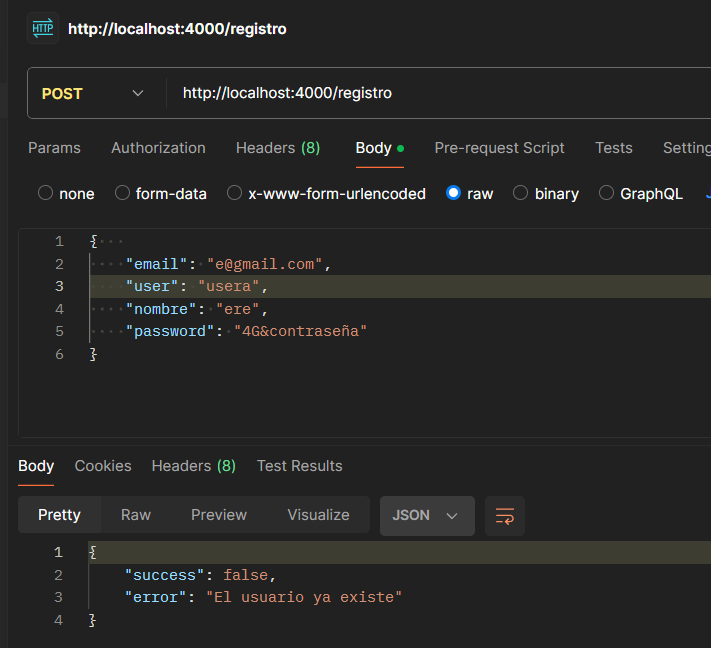 HTTP http://localhost:4000/registro
POST http://localhost:4000/registro
Params Authorization Headers (8) Body Pre-request Script Tests Setting
none form-data x-www-form-urlencoded raw binary GraphQL
1 {
2 "email": "e@gmail.com",
3 "user": "usera",
4 "nombre": "ere",
5 "password": "4G&contraseña"
6 }
Body Cookies Headers (8) Test Results
Pretty Raw Preview Visualize JSON
1 {
2 "success": false,
3 "error": "El usuario ya existe"
4 }